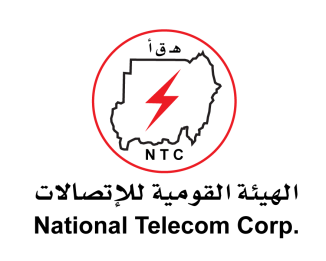 هـ ق أ
NTC
الهيئة القومية للإتصالات
National Telecom Corp.